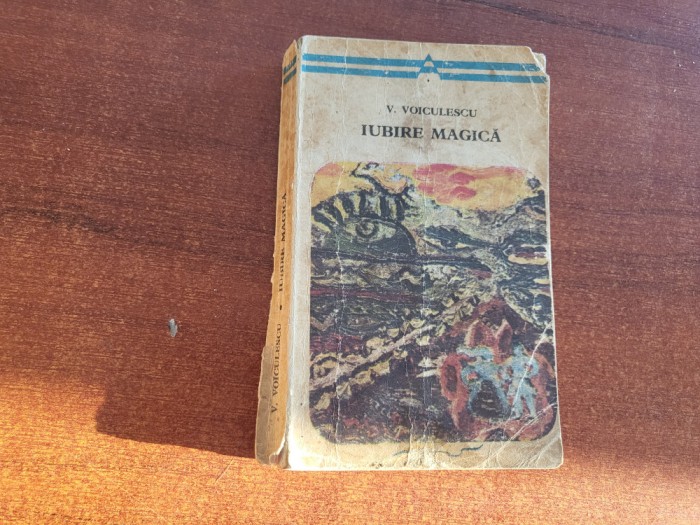 V. VOICULESCU
IUBIRE MAGICĂ
V. VOICULESCU • IUBIRE MAGICĂ